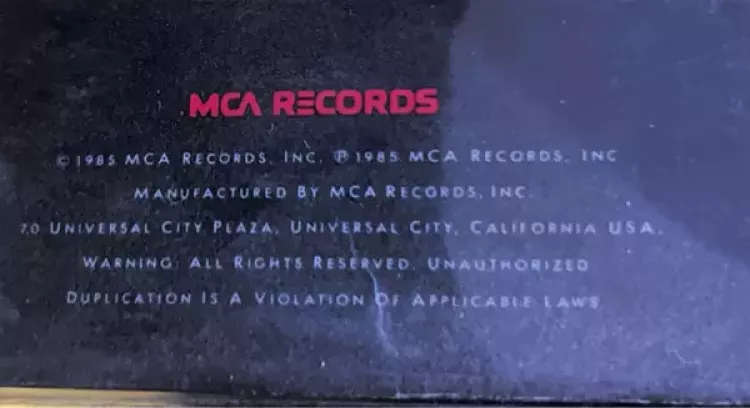 MCA RECORDS
© 1985 MCA RECORDS, INC. ℗ 1985 MCA RECORDS, INC
MANUFACTURED BY MCA RECORDS, INC.
70 UNIVERSAL CITY PLAZA, UNIVERSAL CITY, CALIFORNIA USA.
WARNING: ALL RIGHTS RESERVED. UNAUTHORIZED
DUPLICATION IS A VIOLATION OF APPLICABLE LAWS